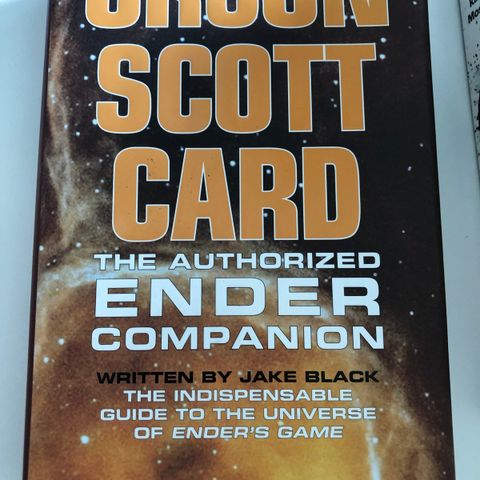 ORSON
SCOTT
CARD
THE AUTHORIZED
ENDER
COMPANION
WRITTEN BY JAKE BLACK
THE INDISPENSABLE
GUIDE TO THE UNIVERSE
OF ENDER'S GAME